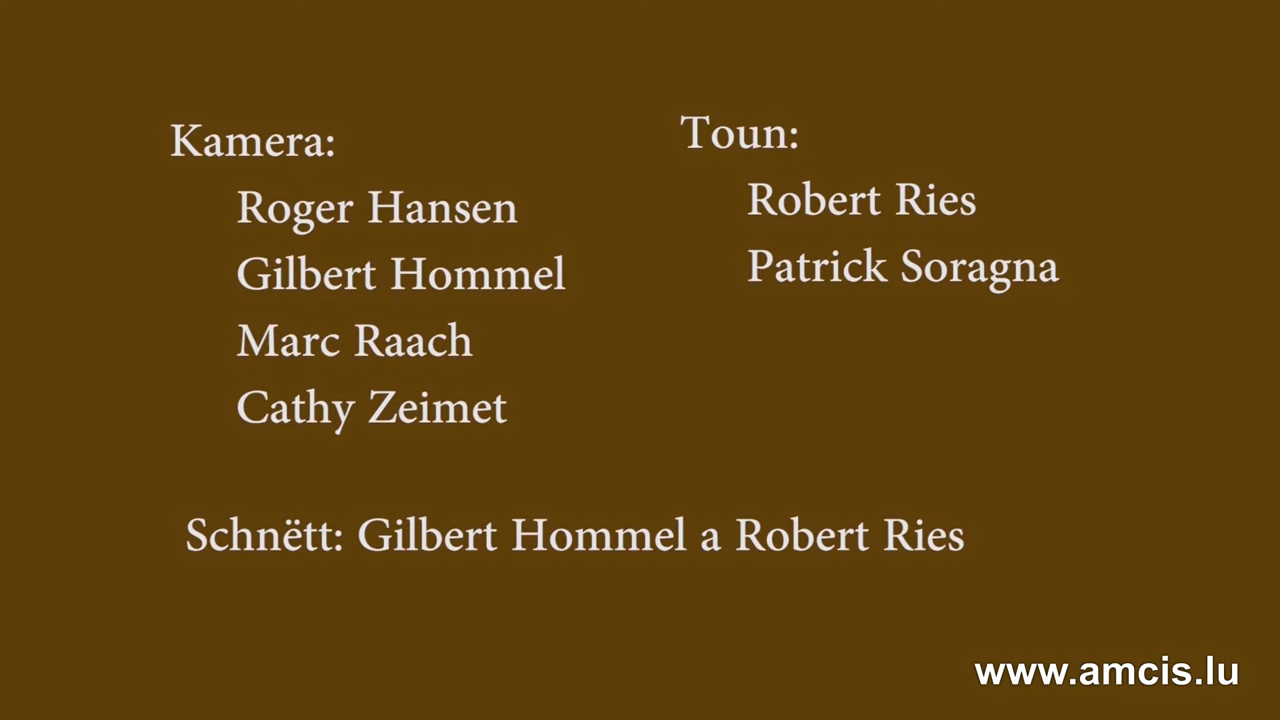 Kamera:
Roger Hansen
Gilbert Hommel
Marc Raach
Cathy Zeimet
Toun:
Robert Ries
Patrick Soragna
Schnëtt: Gilbert Hommel a Robert Ries
www.amcis.lu